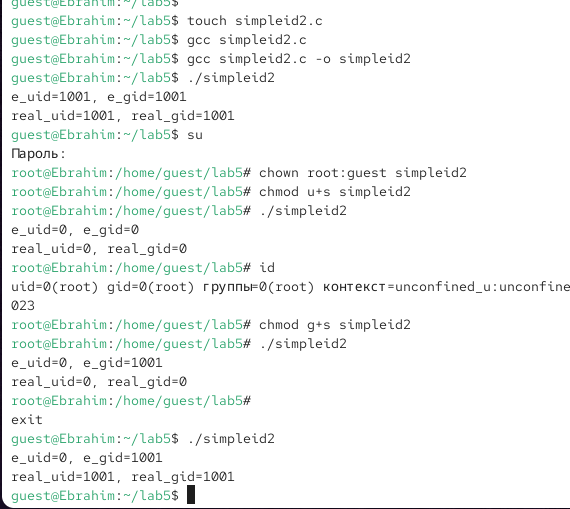 guest@Ebrahim:~/lab5$
guest@Ebrahim:~/lab5$ touch simpleid2.c
guest@Ebrahim:~/lab5$ gcc simpleid2.c
guest@Ebrahim:~/lab5$ gcc simpleid2.c -o simpleid2
guest@Ebrahim:~/lab5$ ./simpleid2
e_uid=1001, e_gid=1001
real_uid=1001, real_gid=1001
guest@Ebrahim:~/lab5$ su
Пароль:
root@Ebrahim:/home/guest/lab5# chown root:guest simpleid2
root@Ebrahim:/home/guest/lab5# chmod u+s simpleid2
root@Ebrahim:/home/guest/lab5# ./simpleid2
e_uid=0, e_gid=0
real_uid=0, real_gid=0
root@Ebrahim:/home/guest/lab5# id
uid=0(root) gid=0(root) группы=0(root) контекст=unconfined_u:unconfine
023
root@Ebrahim:/home/guest/lab5# chmod g+s simpleid2
root@Ebrahim:/home/guest/lab5# ./simpleid2
e_uid=0, e_gid=1001
real_uid=0, real_gid=0
root@Ebrahim:/home/guest/lab5#
exit
guest@Ebrahim:~/lab5$ ./simpleid2
e_uid=0, e_gid=1001
real_uid=1001, real_gid=1001
guest@Ebrahim:~/lab5$